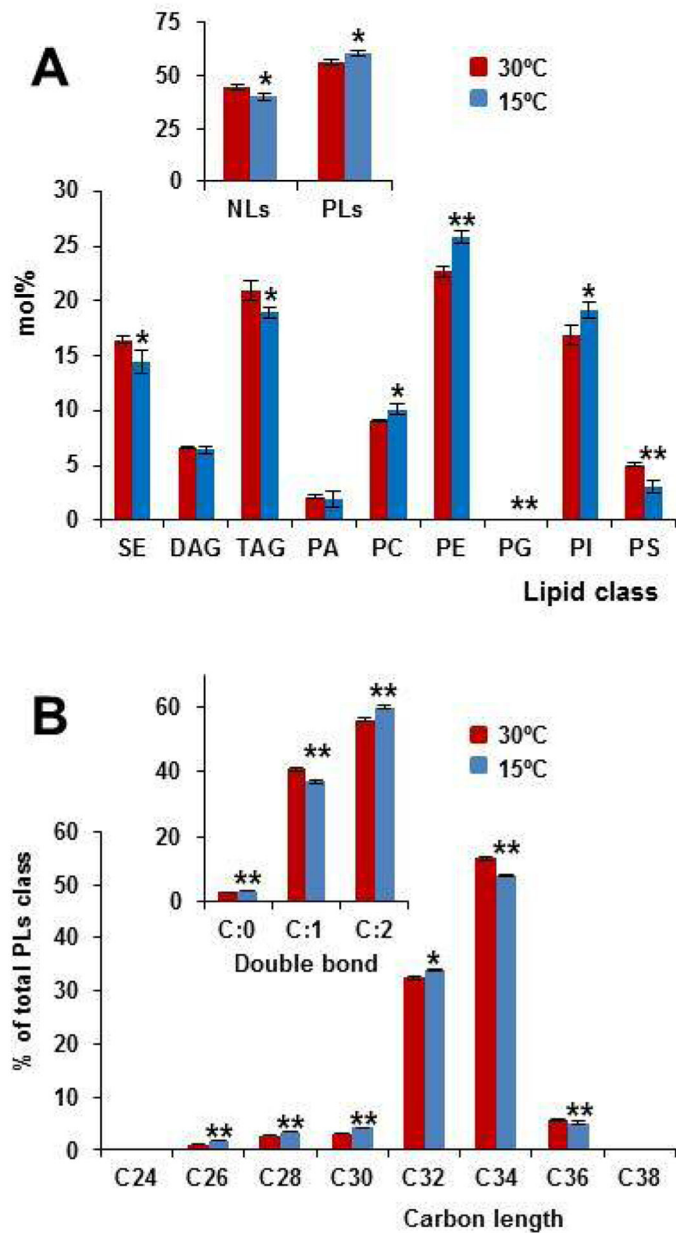 A
75
50
25
0
* *
NLs PLs
30ºC
15ºC
mol%
30
25
20
15
10
5
0
* * * ** ** * **
SE DAG TAG PA PC PE PG PI PS
Lipid class
B
60
40
20
0
** ** **
C:0 C:1 C:2
Double bond
30ºC
15ºC
% of total PLs class
60
50
40
30
20
10
0
** ** ** * ** **
C24 C26 C28 C30 C32 C34 C36 C38
Carbon length